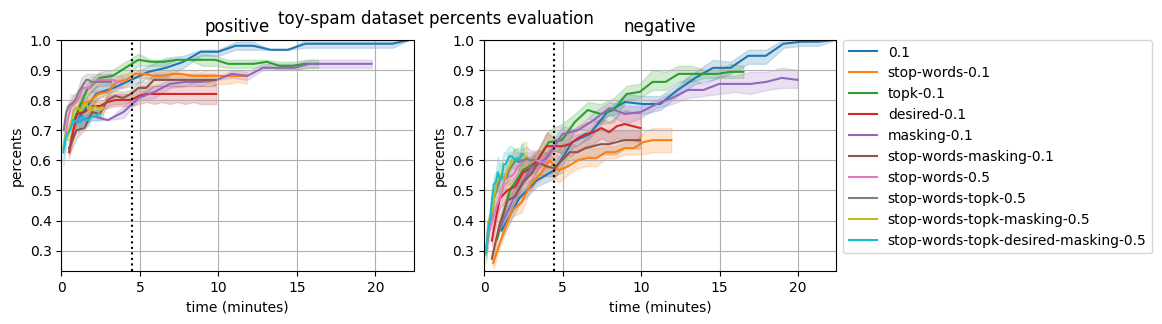 toy-spam dataset percents evaluation
positive
negative
percents
1.0
0.9
0.8
0.7
0.6
0.5
0.4
0.3
0
5
10
15
20
time (minutes)
percents
1.0
0.9
0.8
0.7
0.6
0.5
0.4
0.3
0
5
10
15
20
time (minutes)
0.1
stop-words-0.1
topk-0.1
desired-0.1
masking-0.1
stop-words-masking-0.1
stop-words-0.5
stop-words-topk-0.5
stop-words-topk-masking-0.5
stop-words-topk-desired-masking-0.5